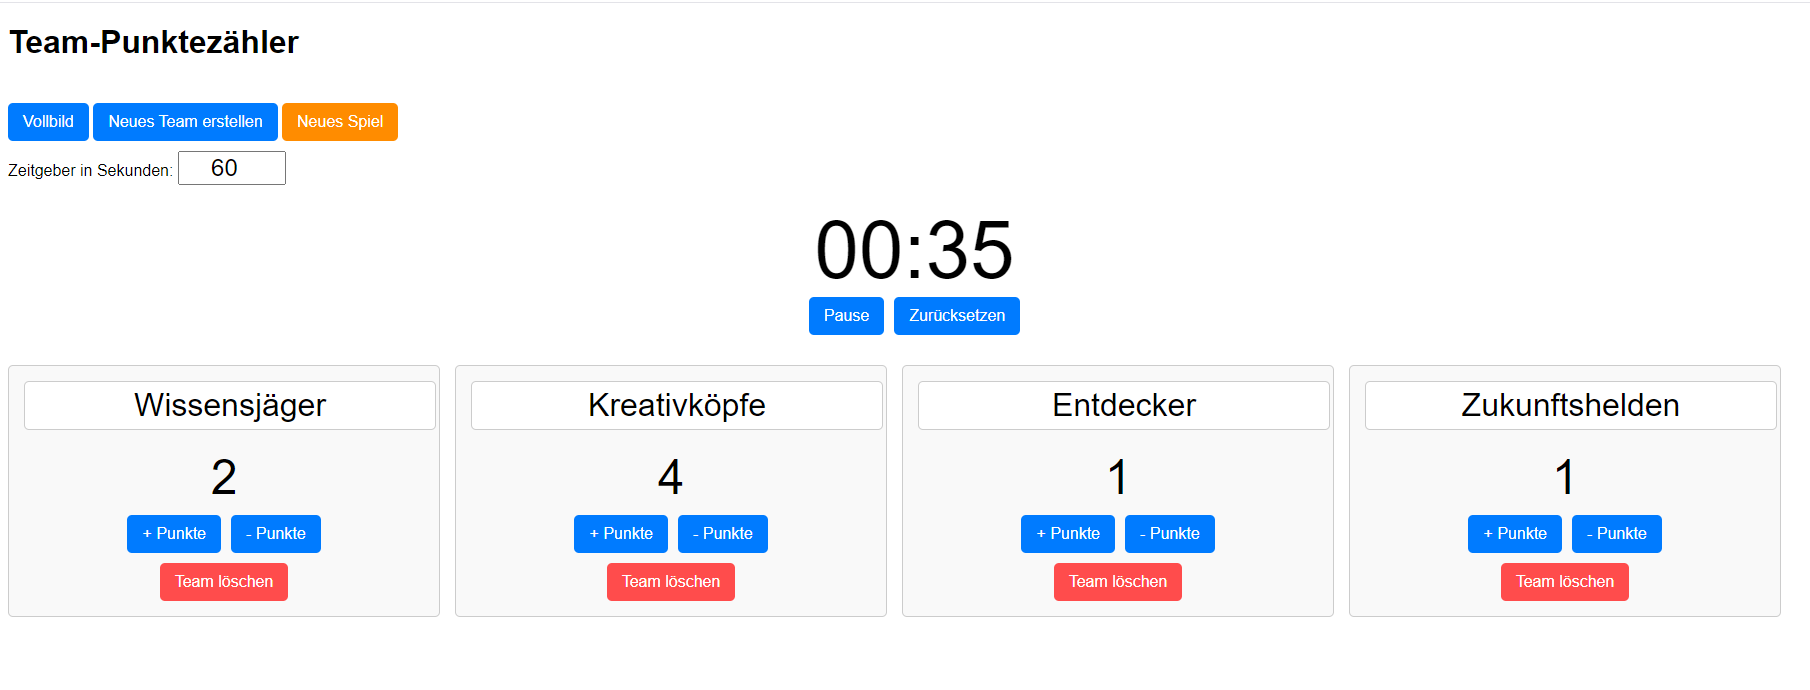 Team-Punktezähler
Vollbild Neues Team erstellen Neues Spiel
Zeitgeber in Sekunden: 60
00:35
Pause Zurücksetzen
Wissensjäger Kreativköpfe Entdecker Zukunftshelden
2 4 1 1
+ Punkte - Punkte + Punkte - Punkte + Punkte - Punkte + Punkte - Punkte
Team löschen Team löschen Team löschen Team löschen